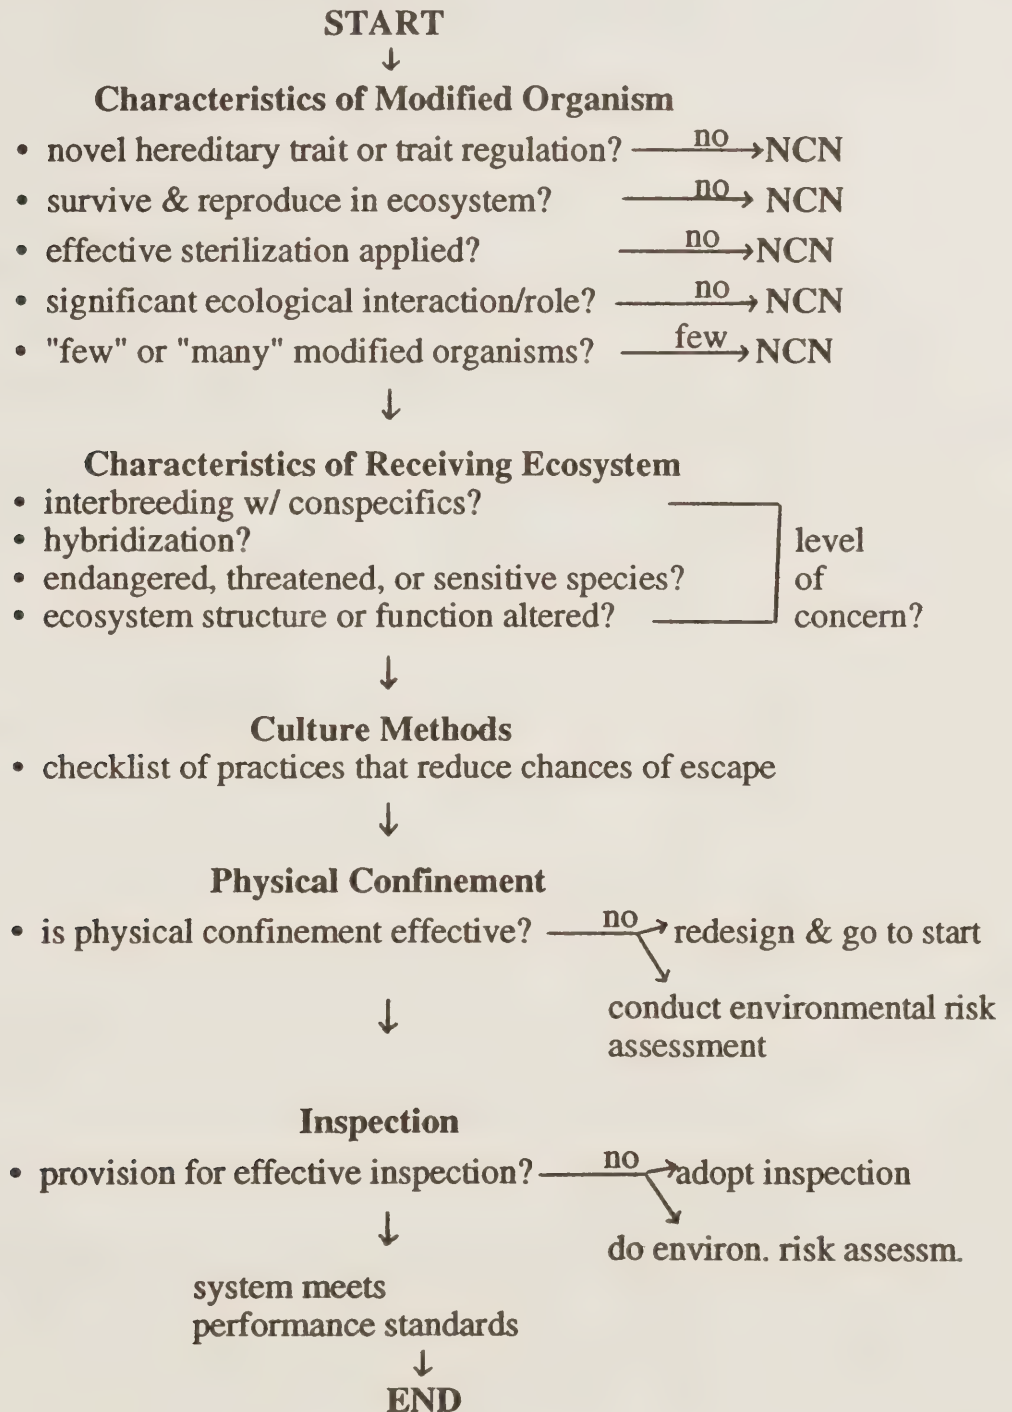 START
Characteristics of Modified Organism
• novel hereditary trait or trait regulation? no NCN
• survive & reproduce in ecosystem? no NCN
• effective sterilization applied? no NCN
• significant ecological interaction/role? no NCN
• "few" or "many" modified organisms? few NCN
Characteristics of Receiving Ecosystem
• interbreeding w/ conspecifics?
• hybridization? level
• endangered, threatened, or sensitive species? of
• ecosystem structure or function altered? concern?
Culture Methods
• checklist of practices that reduce chances of escape
Physical Confinement
• is physical confinement effective? no redesign & go to start
conduct environmental risk
assessment
Inspection
• provision for effective inspection? no adopt inspection
do environ. risk assessm.
system meets
performance standards
END